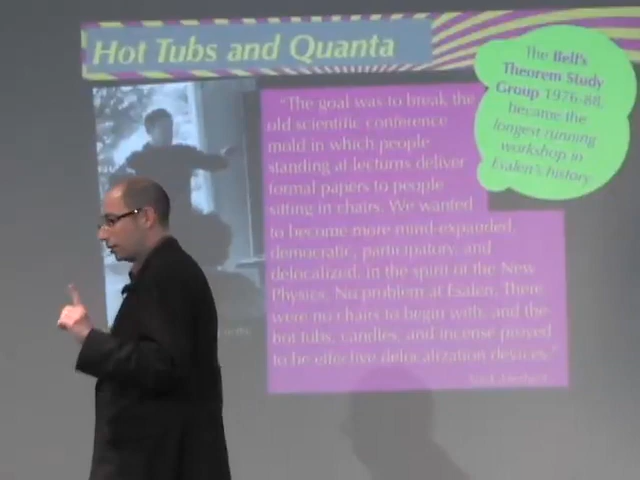 Hot Tubs and Quanta
The Bell's
Theorem Study
Group 1976-88,
became the
longest running
workshop in
Esalen's history
"The goal was to break the
old scientific conference
mold in which people
standing at lectures deliver
formal papers to people
sitting in chairs. We wanted
to become more mind-expanded,
democratic, participatory, and
delocalized, in the spirit of the New
Physics. No problem at Esalen. There
were no chairs to begin with, and the
hot tubs, candles, and incense proved
to be effective delocalization devices."